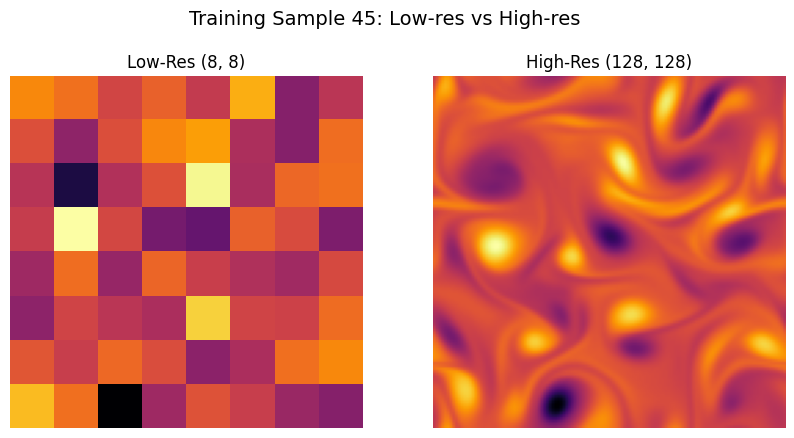 Training Sample 45: Low-res vs High-res
Low-Res (8, 8)
High-Res (128, 128)